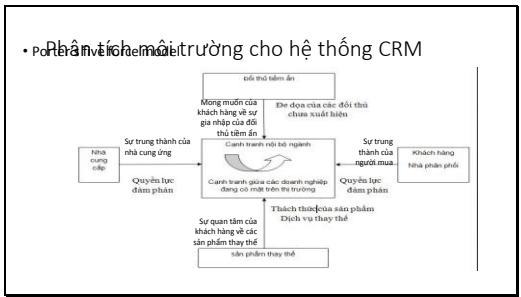 Phân tích môi trường cho hệ thống CRM
• Porter's five force model
Đối thủ tiềm ẩn
Mong muốn của
khách hàng về sự
gia nhập của đối
thủ tiềm ẩn
Đe dọa của các đối thủ
chưa xuất hiện
Sự trung thành của
nhà cung ứng
Cạnh tranh nội bộ ngành
Sự trung
thành của
người mua
Nhà
cung
cấp
Khách hàng
Nhà phân phối
Quyền lực
đàm phán
Cạnh tranh giữa các doanh nghiệp
đang có mặt trên thị trường
Quyền lực
đàm phán
Thách thức của sản phẩm
Dịch vụ thay thế
Sự quan tâm của
khách hàng về các
sản phẩm thay thế
sản phẩm thay thế